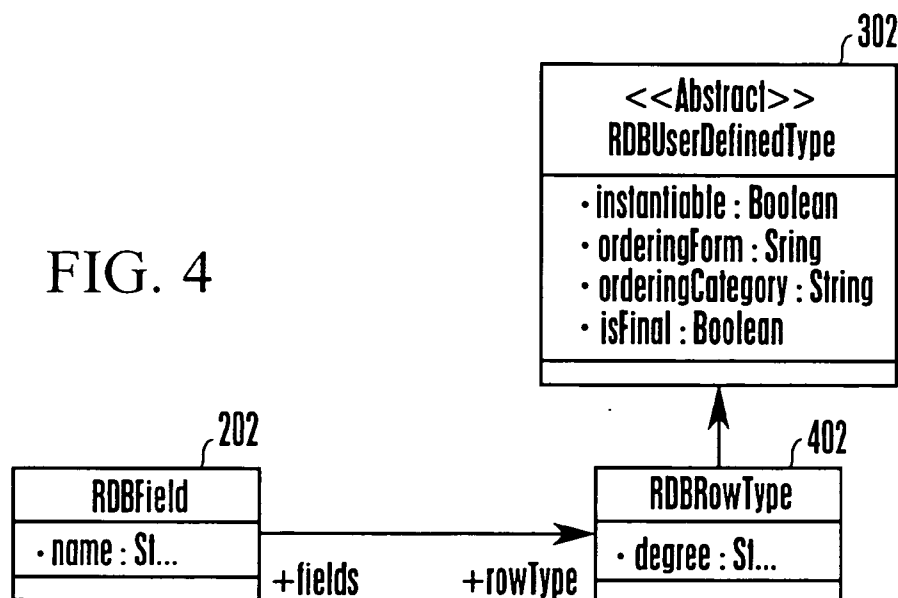 302
<<Abstract>>
RDBUserDefinedType
· instantiable : Boolean
· orderingForm : Sring
· orderingCategory : String
· isFinal : Boolean
FIG. 4
202
RDBField
· name : St...
+fields
+rowType
402
RDBRowType
· degree : St...